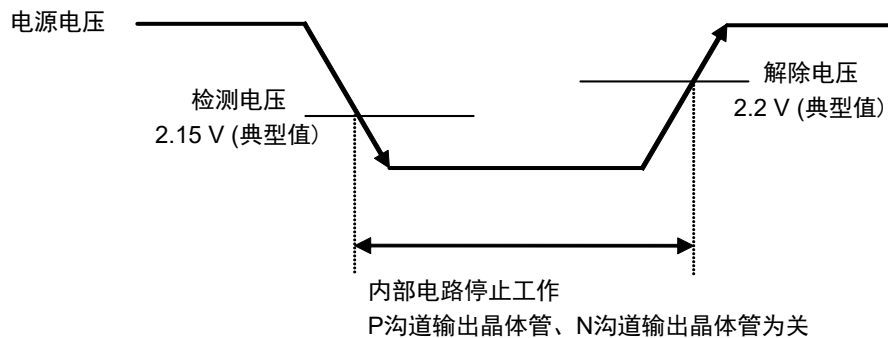 电源电压
解除电压
2.2 V (典型值)
检测电压
2.15 V (典型值)
内部电路停止工作
P沟道输出晶体管、N沟道输出晶体管为关